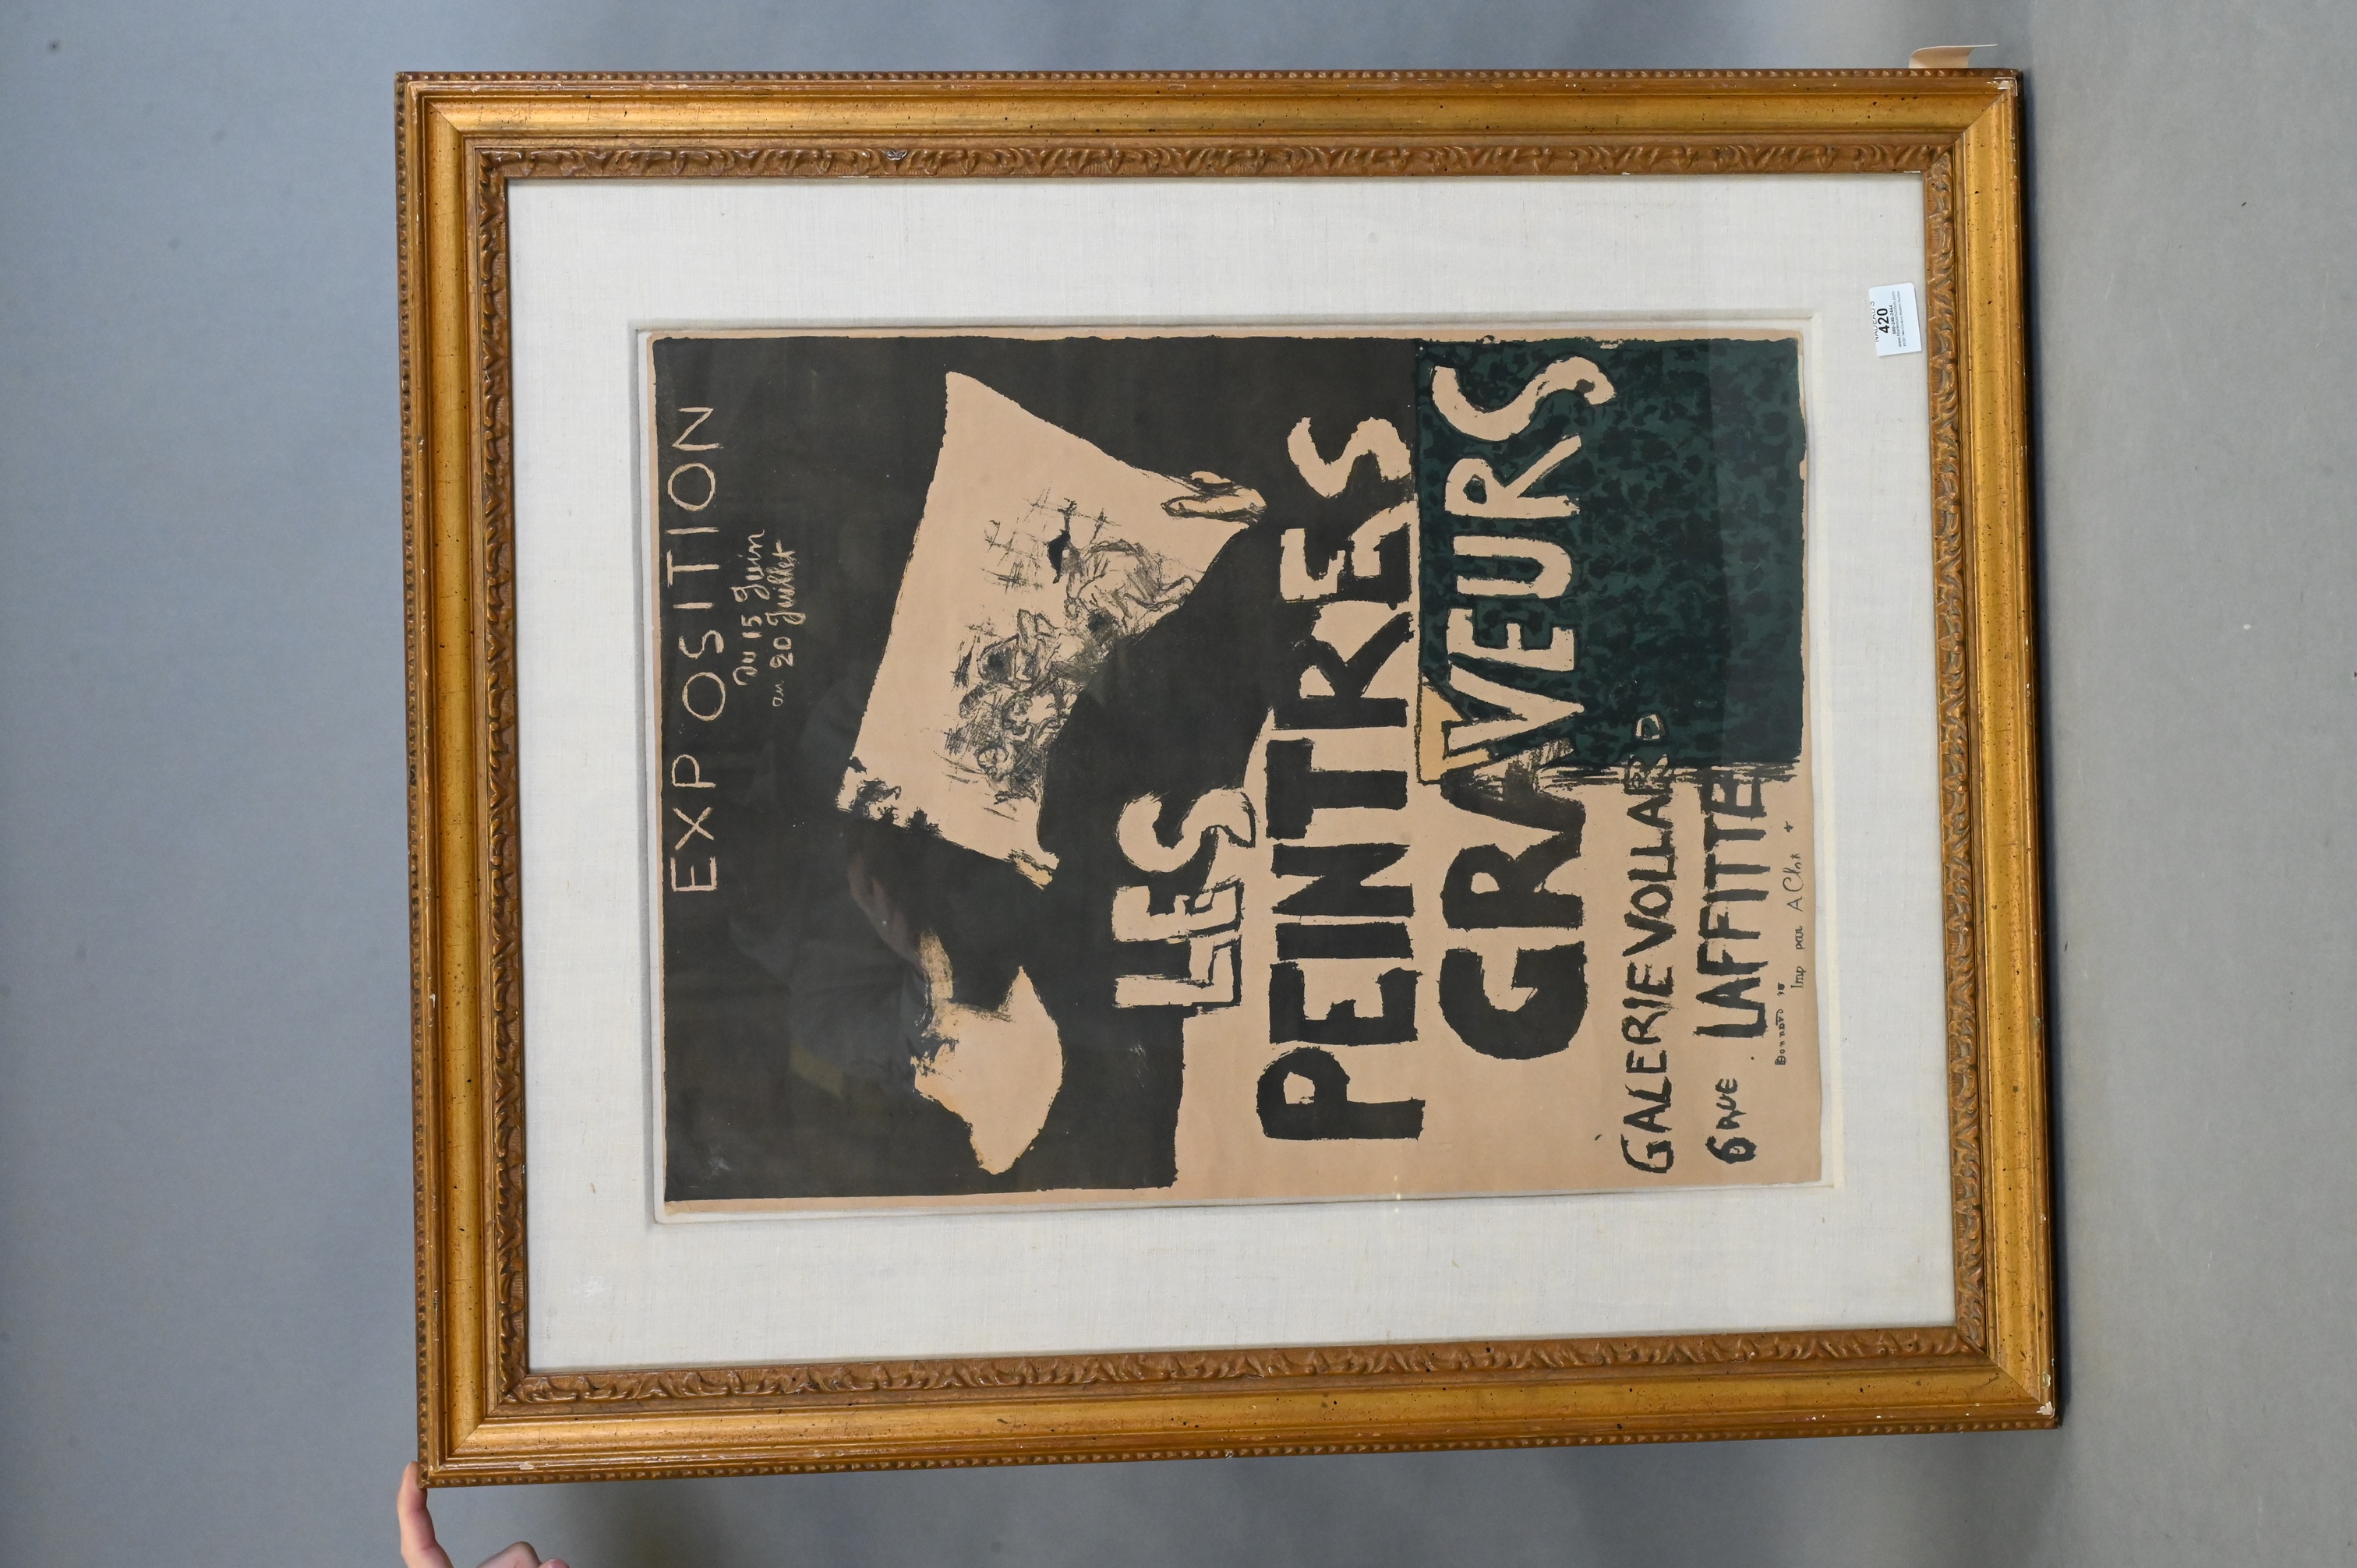 EXPOSITION
Du 15 Juin
au 20 Juillet
LES
PEINTRES
GRAVEURS
GALERIE VOLLARD
6 RUE LAFFITTE
Bonnard
Imp par A Clot
420